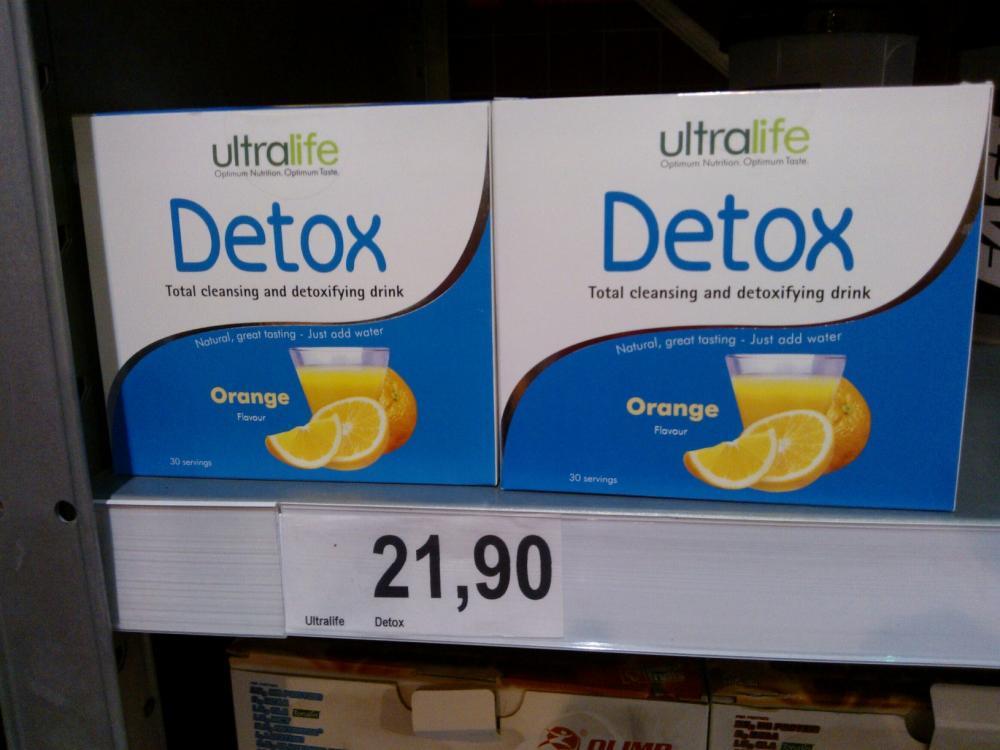 ultralife
Optimum Nutrition. Optimum Taste.
Detox
Total cleansing and detoxifying drink
Natural, great tasting - Just add water
Orange
Flavour
30 servings
ultralife
Optimum Nutrition. Optimum Taste.
Detox
Total cleansing and detoxifying drink
Natural, great tasting - Just add water
Orange
Flavour
30 servings
21,90
Ultralife Detox
OLIMP